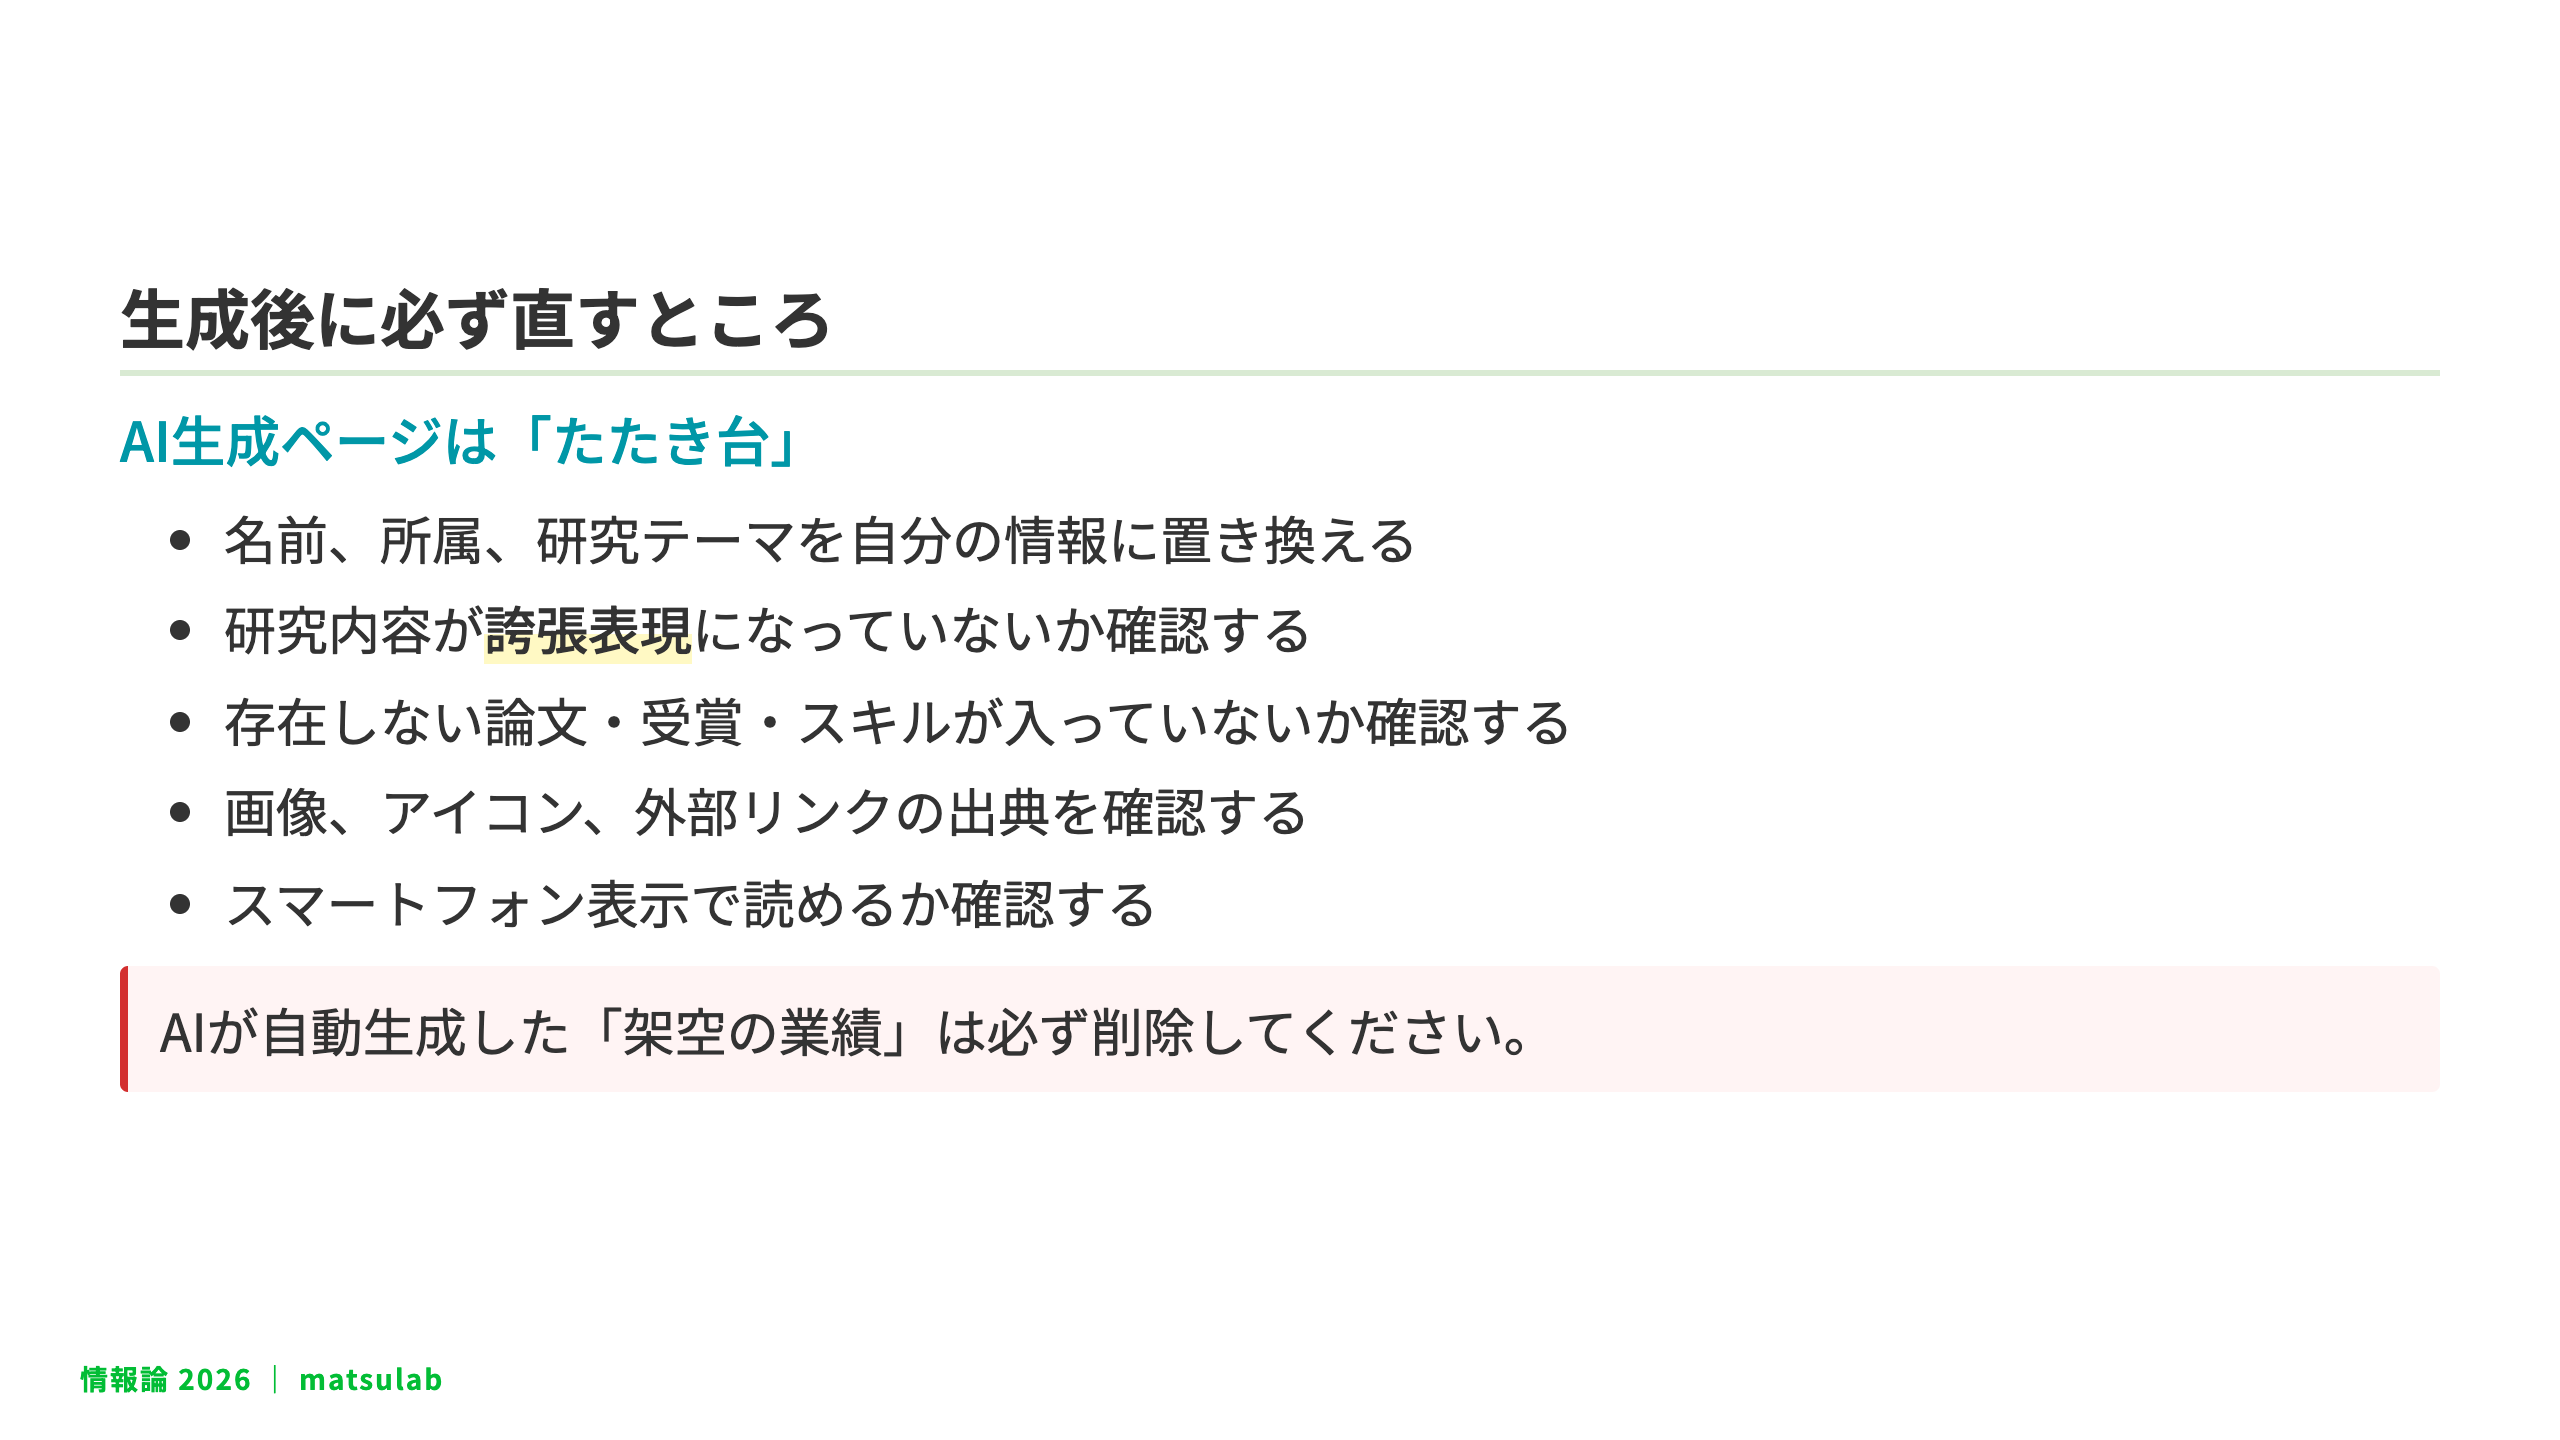 生成後に必ず直すところ
AI生成ページは「たたき台」
名前、所属、研究テーマを自分の情報に置き換える
研究内容が誇張表現になっていないか確認する
存在しない論文・受賞・スキルが入っていないか確認する
画像、アイコン、外部リンクの出典を確認する
スマートフォン表示で読めるか確認する
AIが自動生成した「架空の業績」は必ず削除してください。
情報論 2026 ｜ matsulab